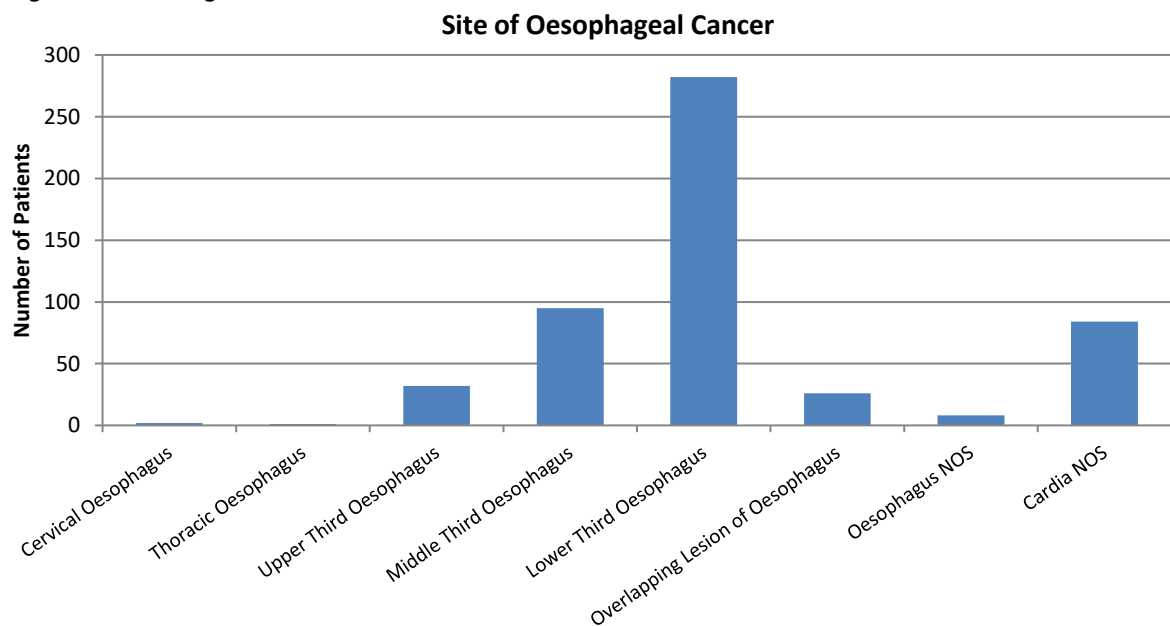 Site of Oesophageal Cancer
Number of Patients
300
250
200
150
100
50
0
Cervical Oesophagus
Thoracic Oesophagus
Upper Third Oesophagus
Middle Third Oesophagus
Lower Third Oesophagus
Overlapping Lesion of Oesophagus
Oesophagus NOS
Cardia NOS